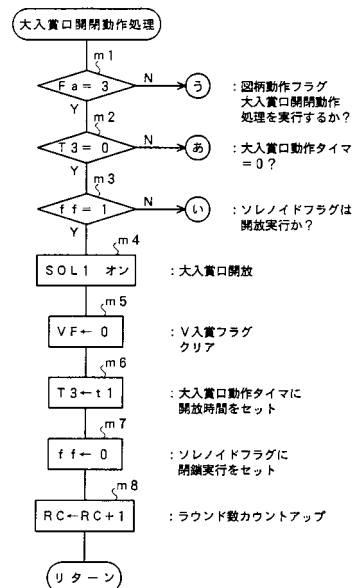 大入賞口開閉動作処理
m1
Fa=3
N
う
:図柄動作フラグ
大入賞口開閉動作
処理を実行するか?
Y
m2
T3=0
N
あ
:大入賞口動作タイマ
=0?
Y
m3
ff=1
N
い
:ソレノイドフラグは
開放実行か?
Y
m4
SOL1 オン
:大入賞口開放
m5
VF←0
:V入賞フラグ
クリア
m6
T3←t1
:大入賞口動作タイマに
開放時間をセット
m7
ff←0
:ソレノイドフラグに
閉鎖実行をセット
m8
RC←RC+1
:ラウンド数カウントアップ
リターン